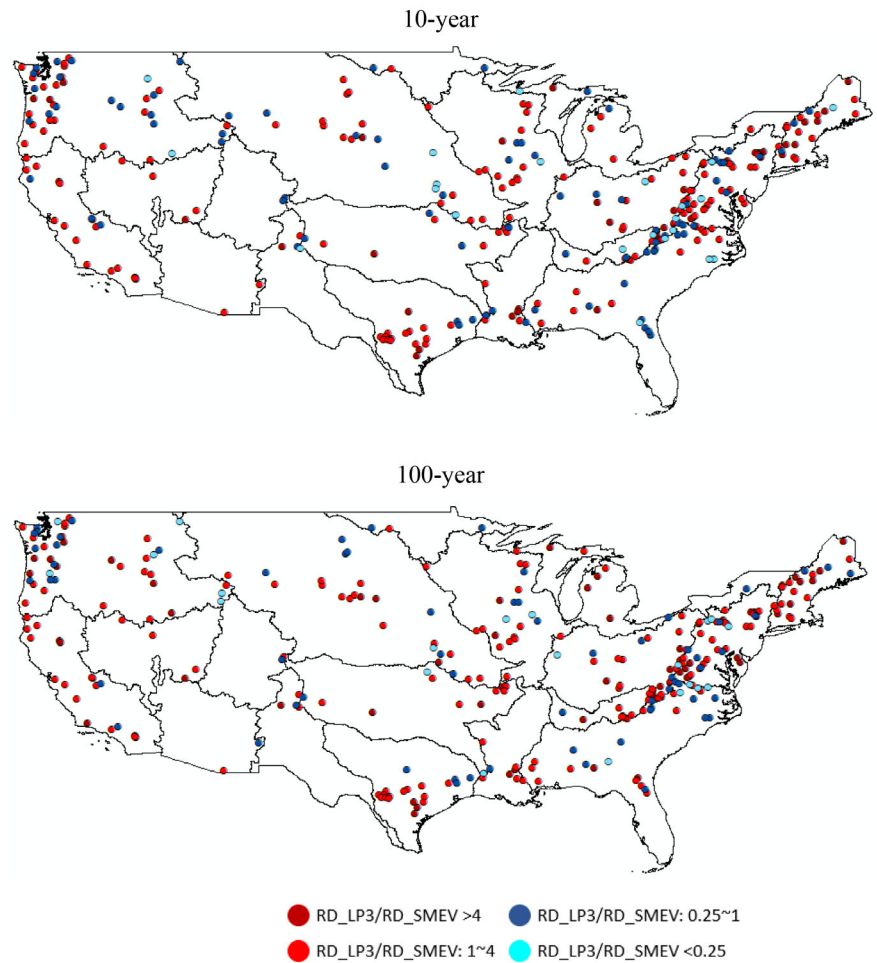 10-year
100-year
RD_LP3/RD_SMEV >4
RD_LP3/RD_SMEV: 0.25~1
RD_LP3/RD_SMEV: 1~4
RD_LP3/RD_SMEV <0.25